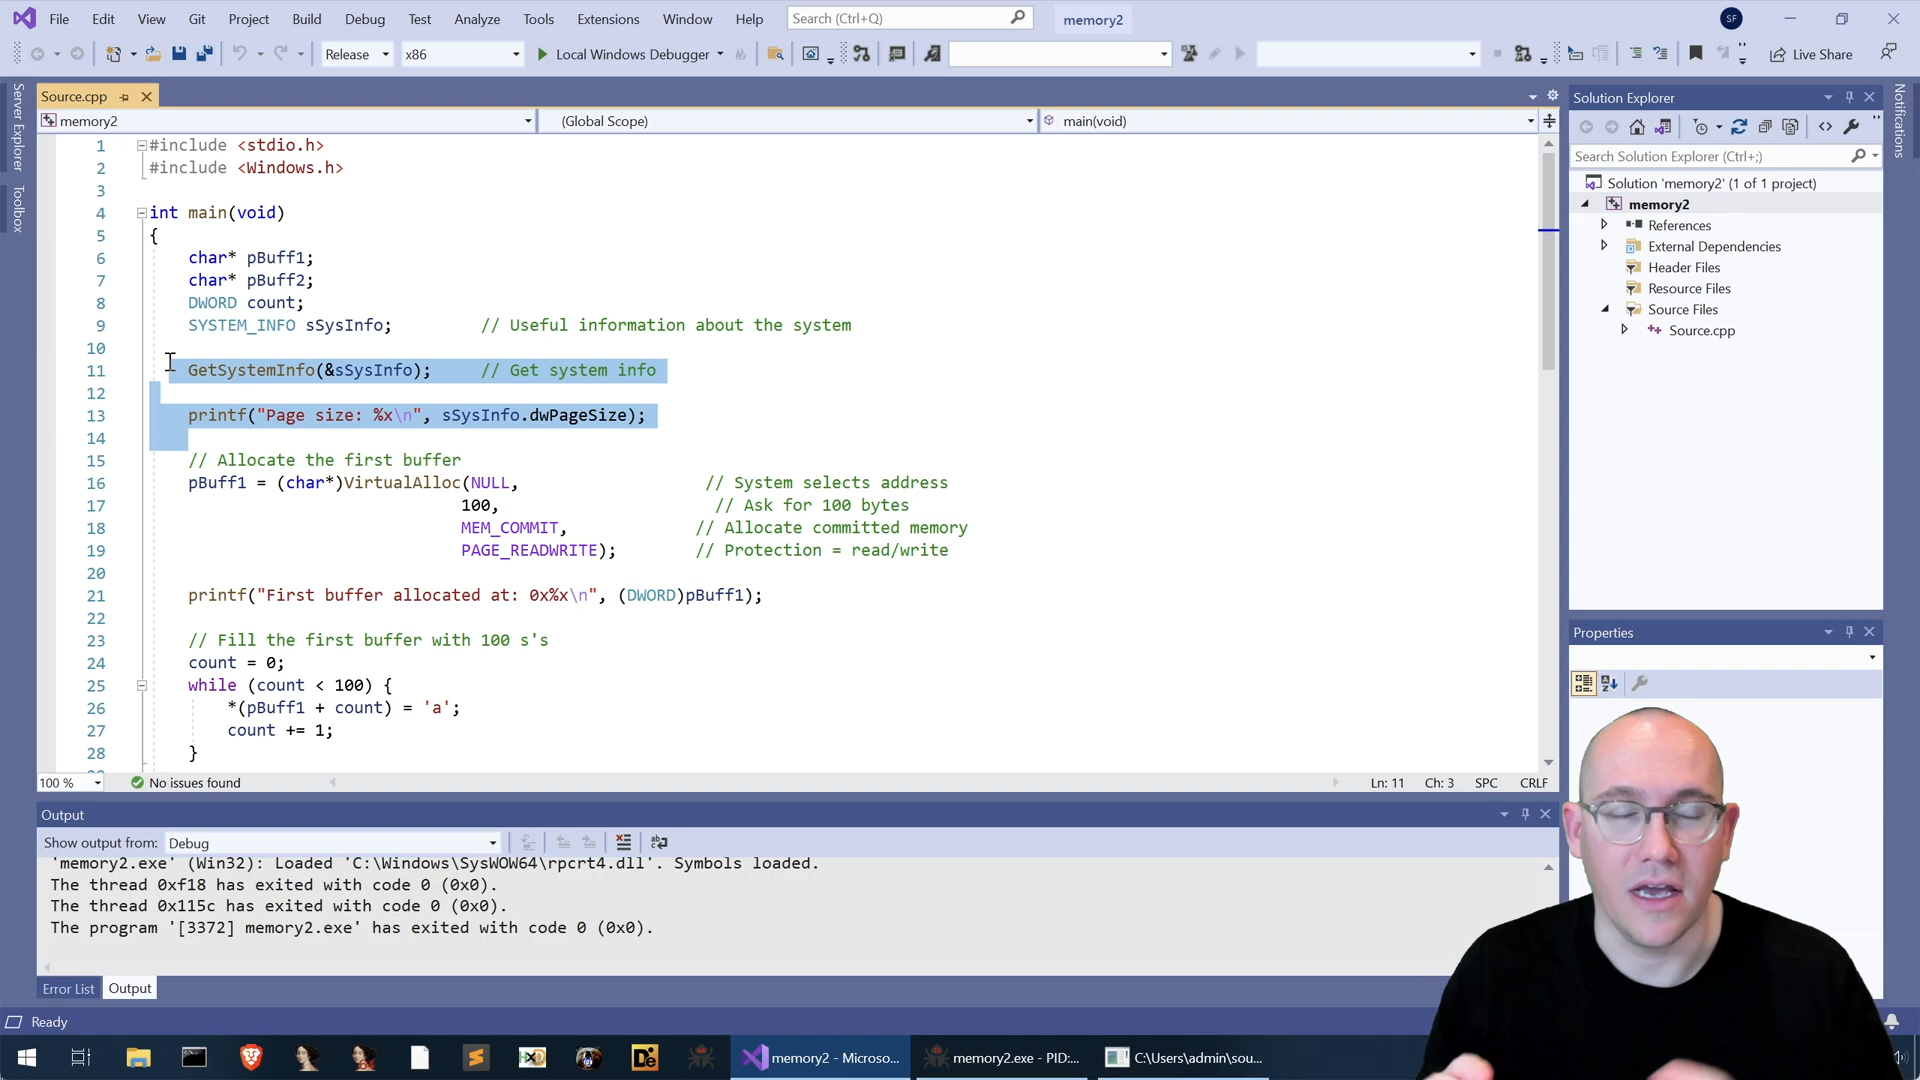 File Edit View Git Project Build Debug Test Analyze Tools Extensions Window Help Search (Ctrl+Q) memory2 SF
Release x86 Local Windows Debugger Live Share
Server Explorer
Toolbox
Source.cpp
memory2 (Global Scope) main(void)
1 #include <stdio.h>
2 #include <Windows.h>
3
4 int main(void)
5 {
6 char* pBuff1;
7 char* pBuff2;
8 DWORD count;
9 SYSTEM_INFO sSysInfo; // Useful information about the system
10
11 GetSystemInfo(&sSysInfo); // Get system info
12
13 printf("Page size: %x\n", sSysInfo.dwPageSize);
14
15 // Allocate the first buffer
16 pBuff1 = (char*)VirtualAlloc(NULL, // System selects address
17 100, // Ask for 100 bytes
18 MEM_COMMIT, // Allocate committed memory
19 PAGE_READWRITE); // Protection = read/write
20
21 printf("First buffer allocated at: 0x%x\n", (DWORD)pBuff1);
22
23 // Fill the first buffer with 100 s's
24 count = 0;
25 while (count < 100) {
26 *(pBuff1 + count) = 'a';
27 count += 1;
28 }
100 % No issues found Ln: 11 Ch: 3 SPC CRLF
Output
Show output from: Debug
'memory2.exe' (Win32): Loaded 'C:\Windows\SysWOW64\rpcrt4.dll'. Symbols loaded.
The thread 0xf18 has exited with code 0 (0x0).
The thread 0x115c has exited with code 0 (0x0).
The program '[3372] memory2.exe' has exited with code 0 (0x0).
Error List Output
Solution Explorer
Search Solution Explorer (Ctrl+;)
Solution 'memory2' (1 of 1 project)
memory2
References
External Dependencies
Header Files
Resource Files
Source Files
Source.cpp
Properties
Notifications
Ready
memory2 - Microso... memory2.exe - PID:... C:\Users\admin\sou...